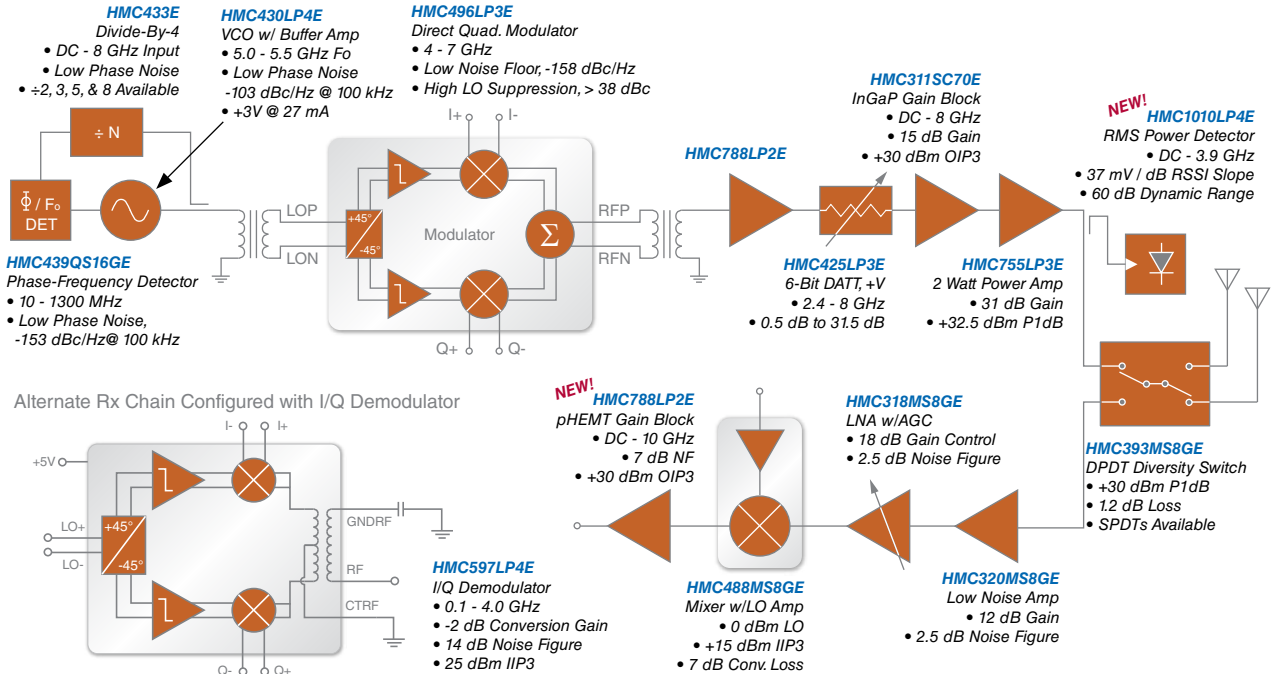 HMC433E
Divide-By-4
• DC - 8 GHz Input
• Low Phase Noise
• ÷2, 3, 5, & 8 Available
HMC430LP4E
VCO w/ Buffer Amp
• 5.0 - 5.5 GHz Fo
• Low Phase Noise
-103 dBc/Hz @ 100 kHz
• +3V @ 27 mA
HMC496LP3E
Direct Quad. Modulator
• 4 - 7 GHz
• Low Noise Floor, -158 dBc/Hz
• High LO Suppression, > 38 dBc
÷ N
Φ / Fo
DET
HMC439QS16GE
Phase-Frequency Detector
• 10 - 1300 MHz
• Low Phase Noise,
-153 dBc/Hz@ 100 kHz
I+ I-
LOP
LON
+45°
-45°
Modulator
Σ
RFP
RFN
Q+ Q-
HMC788LP2E
HMC311SC70E
InGaP Gain Block
• DC - 8 GHz
• 15 dB Gain
• +30 dBm OIP3
HMC425LP3E
6-Bit DATT, +V
• 2.4 - 8 GHz
• 0.5 dB to 31.5 dB
HMC755LP3E
2 Watt Power Amp
• 31 dB Gain
• +32.5 dBm P1dB
NEW!
HMC1010LP4E
RMS Power Detector
• DC - 3.9 GHz
• 37 mV / dB RSSI Slope
• 60 dB Dynamic Range
Alternate Rx Chain Configured with I/Q Demodulator
I- I+
+5V
LO+
LO-
+45°
-45°
GNDRF
RF
CTRF
Q- Q+
HMC597LP4E
I/Q Demodulator
• 0.1 - 4.0 GHz
• -2 dB Conversion Gain
• 14 dB Noise Figure
• 25 dBm IIP3
NEW!
HMC788LP2E
pHEMT Gain Block
• DC - 10 GHz
• 7 dB NF
• +30 dBm OIP3
HMC488MS8GE
Mixer w/LO Amp
• 0 dBm LO
• +15 dBm IIP3
• 7 dB Conv. Loss
HMC318MS8GE
LNA w/AGC
• 18 dB Gain Control
• 2.5 dB Noise Figure
HMC320MS8GE
Low Noise Amp
• 12 dB Gain
• 2.5 dB Noise Figure
HMC393MS8GE
DPDT Diversity Switch
• +30 dBm P1dB
• 1.2 dB Loss
• SPDTs Available